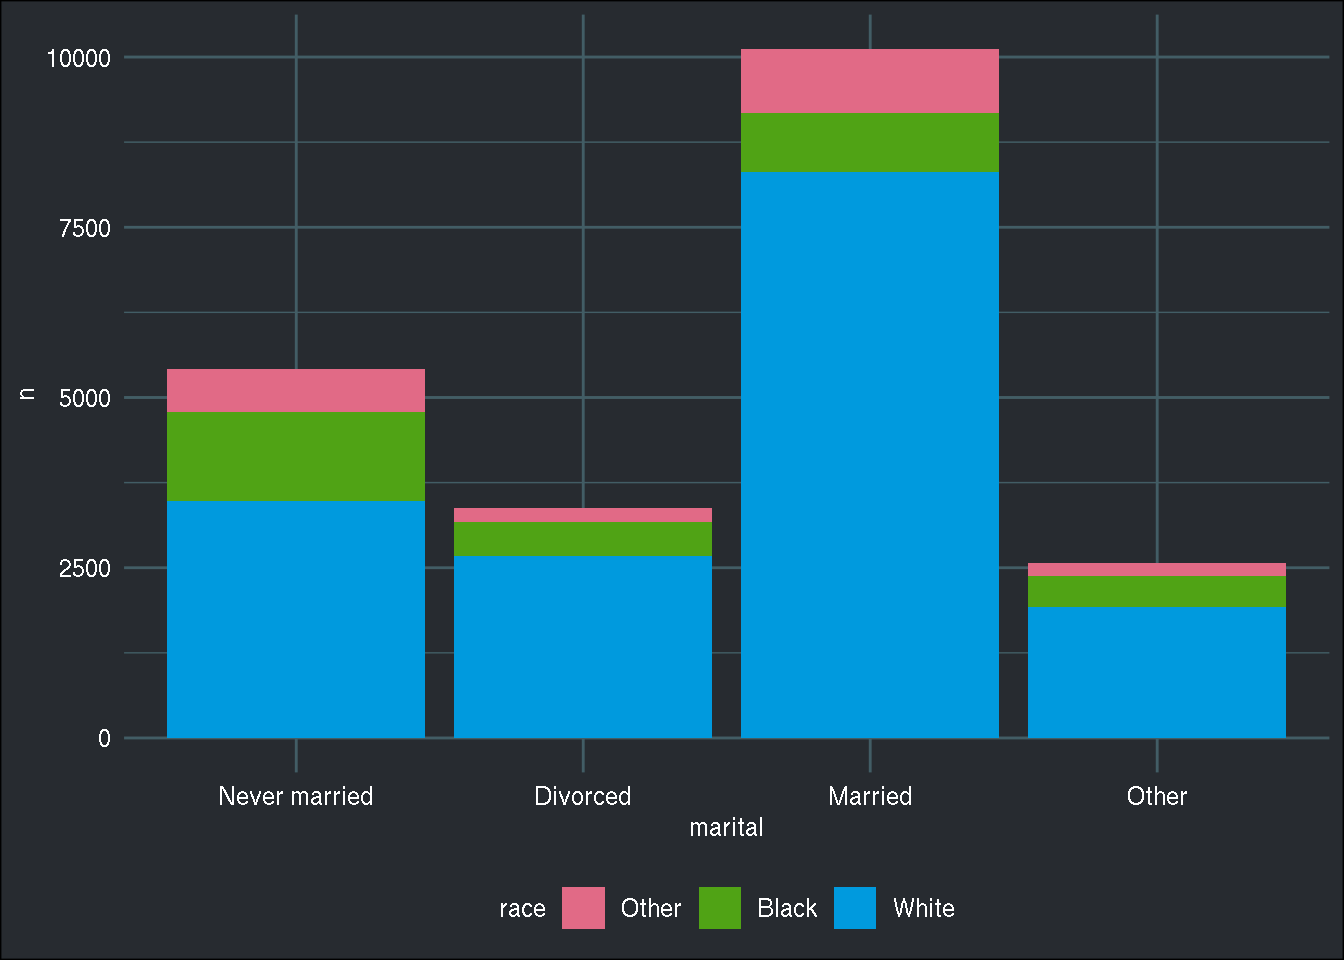 10000
7500
5000
2500
0
n
Never married Divorced Married Other
marital
race Other Black White